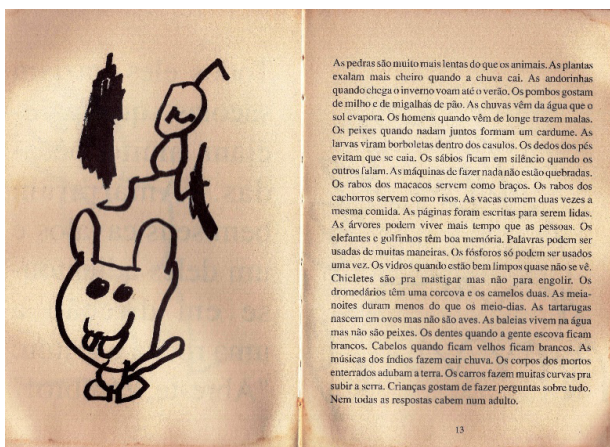 As pedras são muito mais lentas do que os animais. As plantas
exalam mais cheiro quando a chuva cai. As andorinhas
quando chega o inverno voam até o verão. Os pombos gostam
de milho e de migalhas de pão. As chuvas vêm da água que o
sol evapora. Os homens quando vêm de longe trazem malas.
Os peixes quando nadam juntos formam um cardume. As
larvas viram borboletas dentro dos casulos. Os dedos dos pés
evitam que se caia. Os sábios ficam em silêncio quando os
outros falam. As máquinas de fazer nada não estão quebradas.
Os rabos dos macacos servem como braços. Os rabos dos
cachorros servem como risos. As vacas comem duas vezes a
mesma comida. As páginas foram escritas para serem lidas.
As árvores podem viver mais tempo que as pessoas. Os
elefantes e golfinhos têm boa memória. Palavras podem ser
usadas de muitas maneiras. Os fósforos só podem ser usados
uma vez. Os vidros quando estão bem limpos quase não se vê.
Chicletes são pra mastigar mas não para engolir. Os
dromedários têm uma corcova e os camelos duas. As meia-
noites duram menos do que os meio-dias. As tartarugas
nascem em ovos mas não são aves. As baleias vivem na água
mas não são peixes. Os dentes quando a gente escova ficam
brancos. Cabelos quando ficam velhos ficam brancos. As
músicas dos índios fazem cair chuva. Os corpos dos mortos
enterrados adubam a terra. Os carros fazem muitas curvas pra
subir a serra. Crianças gostam de fazer perguntas sobre tudo.
Nem todas as respostas cabem num adulto.
13